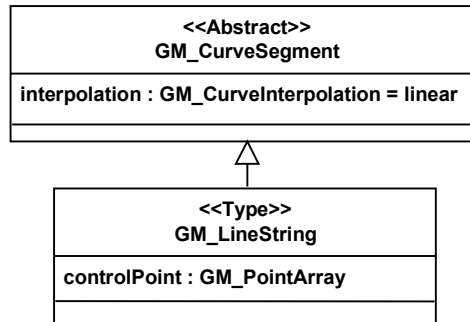 <<Abstract>>
GM_CurveSegment
interpolation : GM_CurveInterpolation = linear
<<Type>>
GM_LineString
controlPoint : GM_PointArray